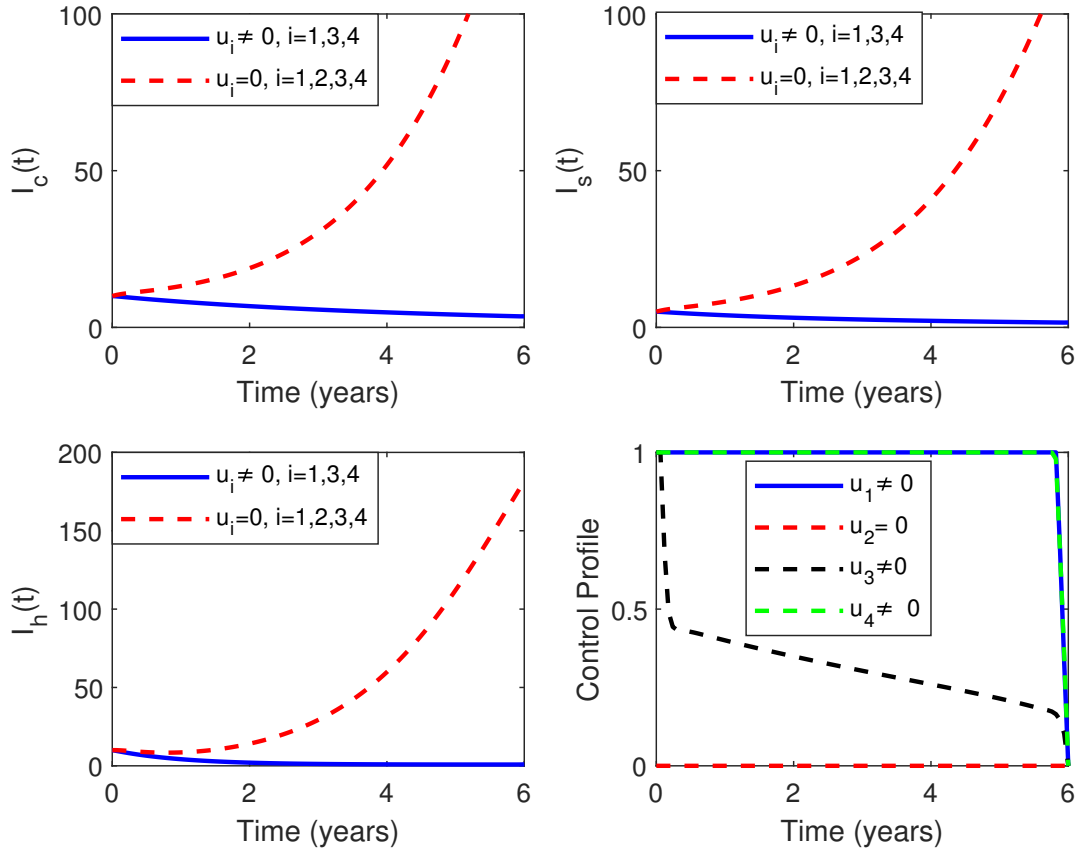 100
50
0
I_c(t)
u_i ≠ 0, i=1,3,4
u_i=0, i=1,2,3,4
0 2 4 6
Time (years)
100
50
0
I_s(t)
u_i ≠ 0, i=1,3,4
u_i=0, i=1,2,3,4
0 2 4 6
Time (years)
200
150
100
50
0
I_h(t)
u_i ≠ 0, i=1,3,4
u_i=0, i=1,2,3,4
0 2 4 6
Time (years)
1
0.5
0
Control Profile
u_1 ≠ 0
u_2= 0
u_3≠0
u_4≠ 0
0 2 4 6
Time (years)